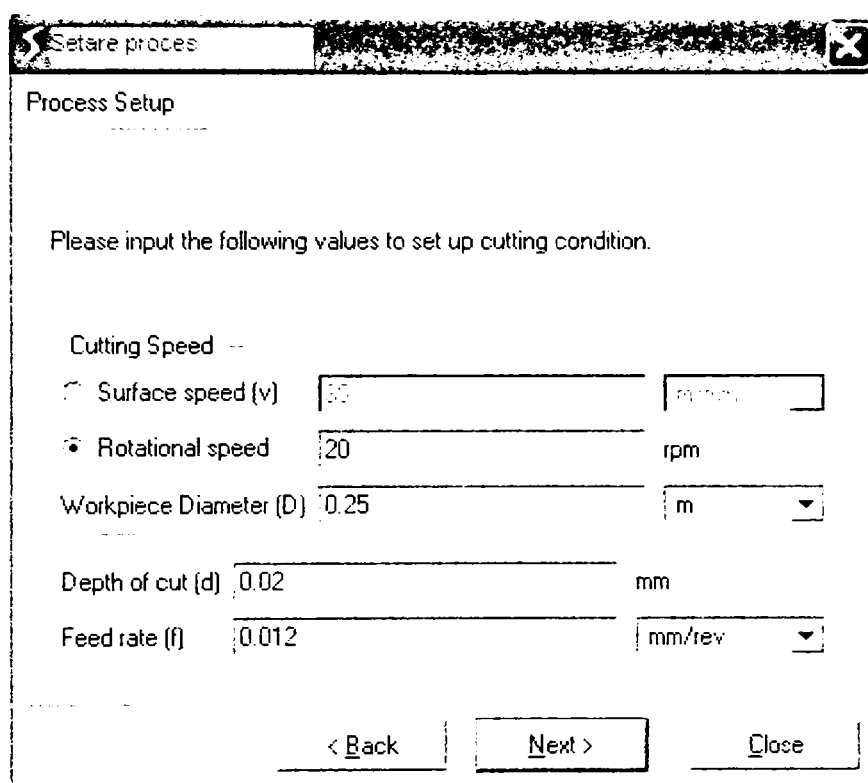 Setare proces
Process Setup
Please input the following values to set up cutting condition.
Cutting Speed
Surface speed (v)
Rotational speed 20 rpm
Workpiece Diameter (D) 0.25 m
Depth of cut (d) 0.02 mm
Feed rate (f) 0.012 mm/rev
< Back Next > Close